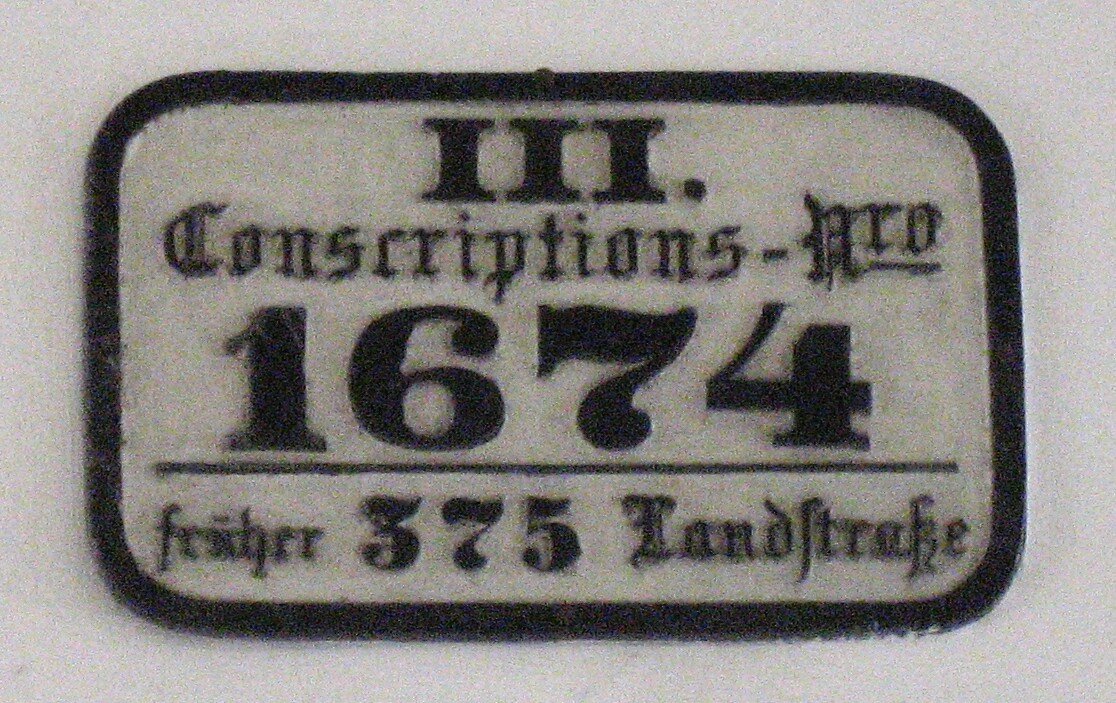 III.
Conscriptions-Nro
1674
früher 375 Landstraße